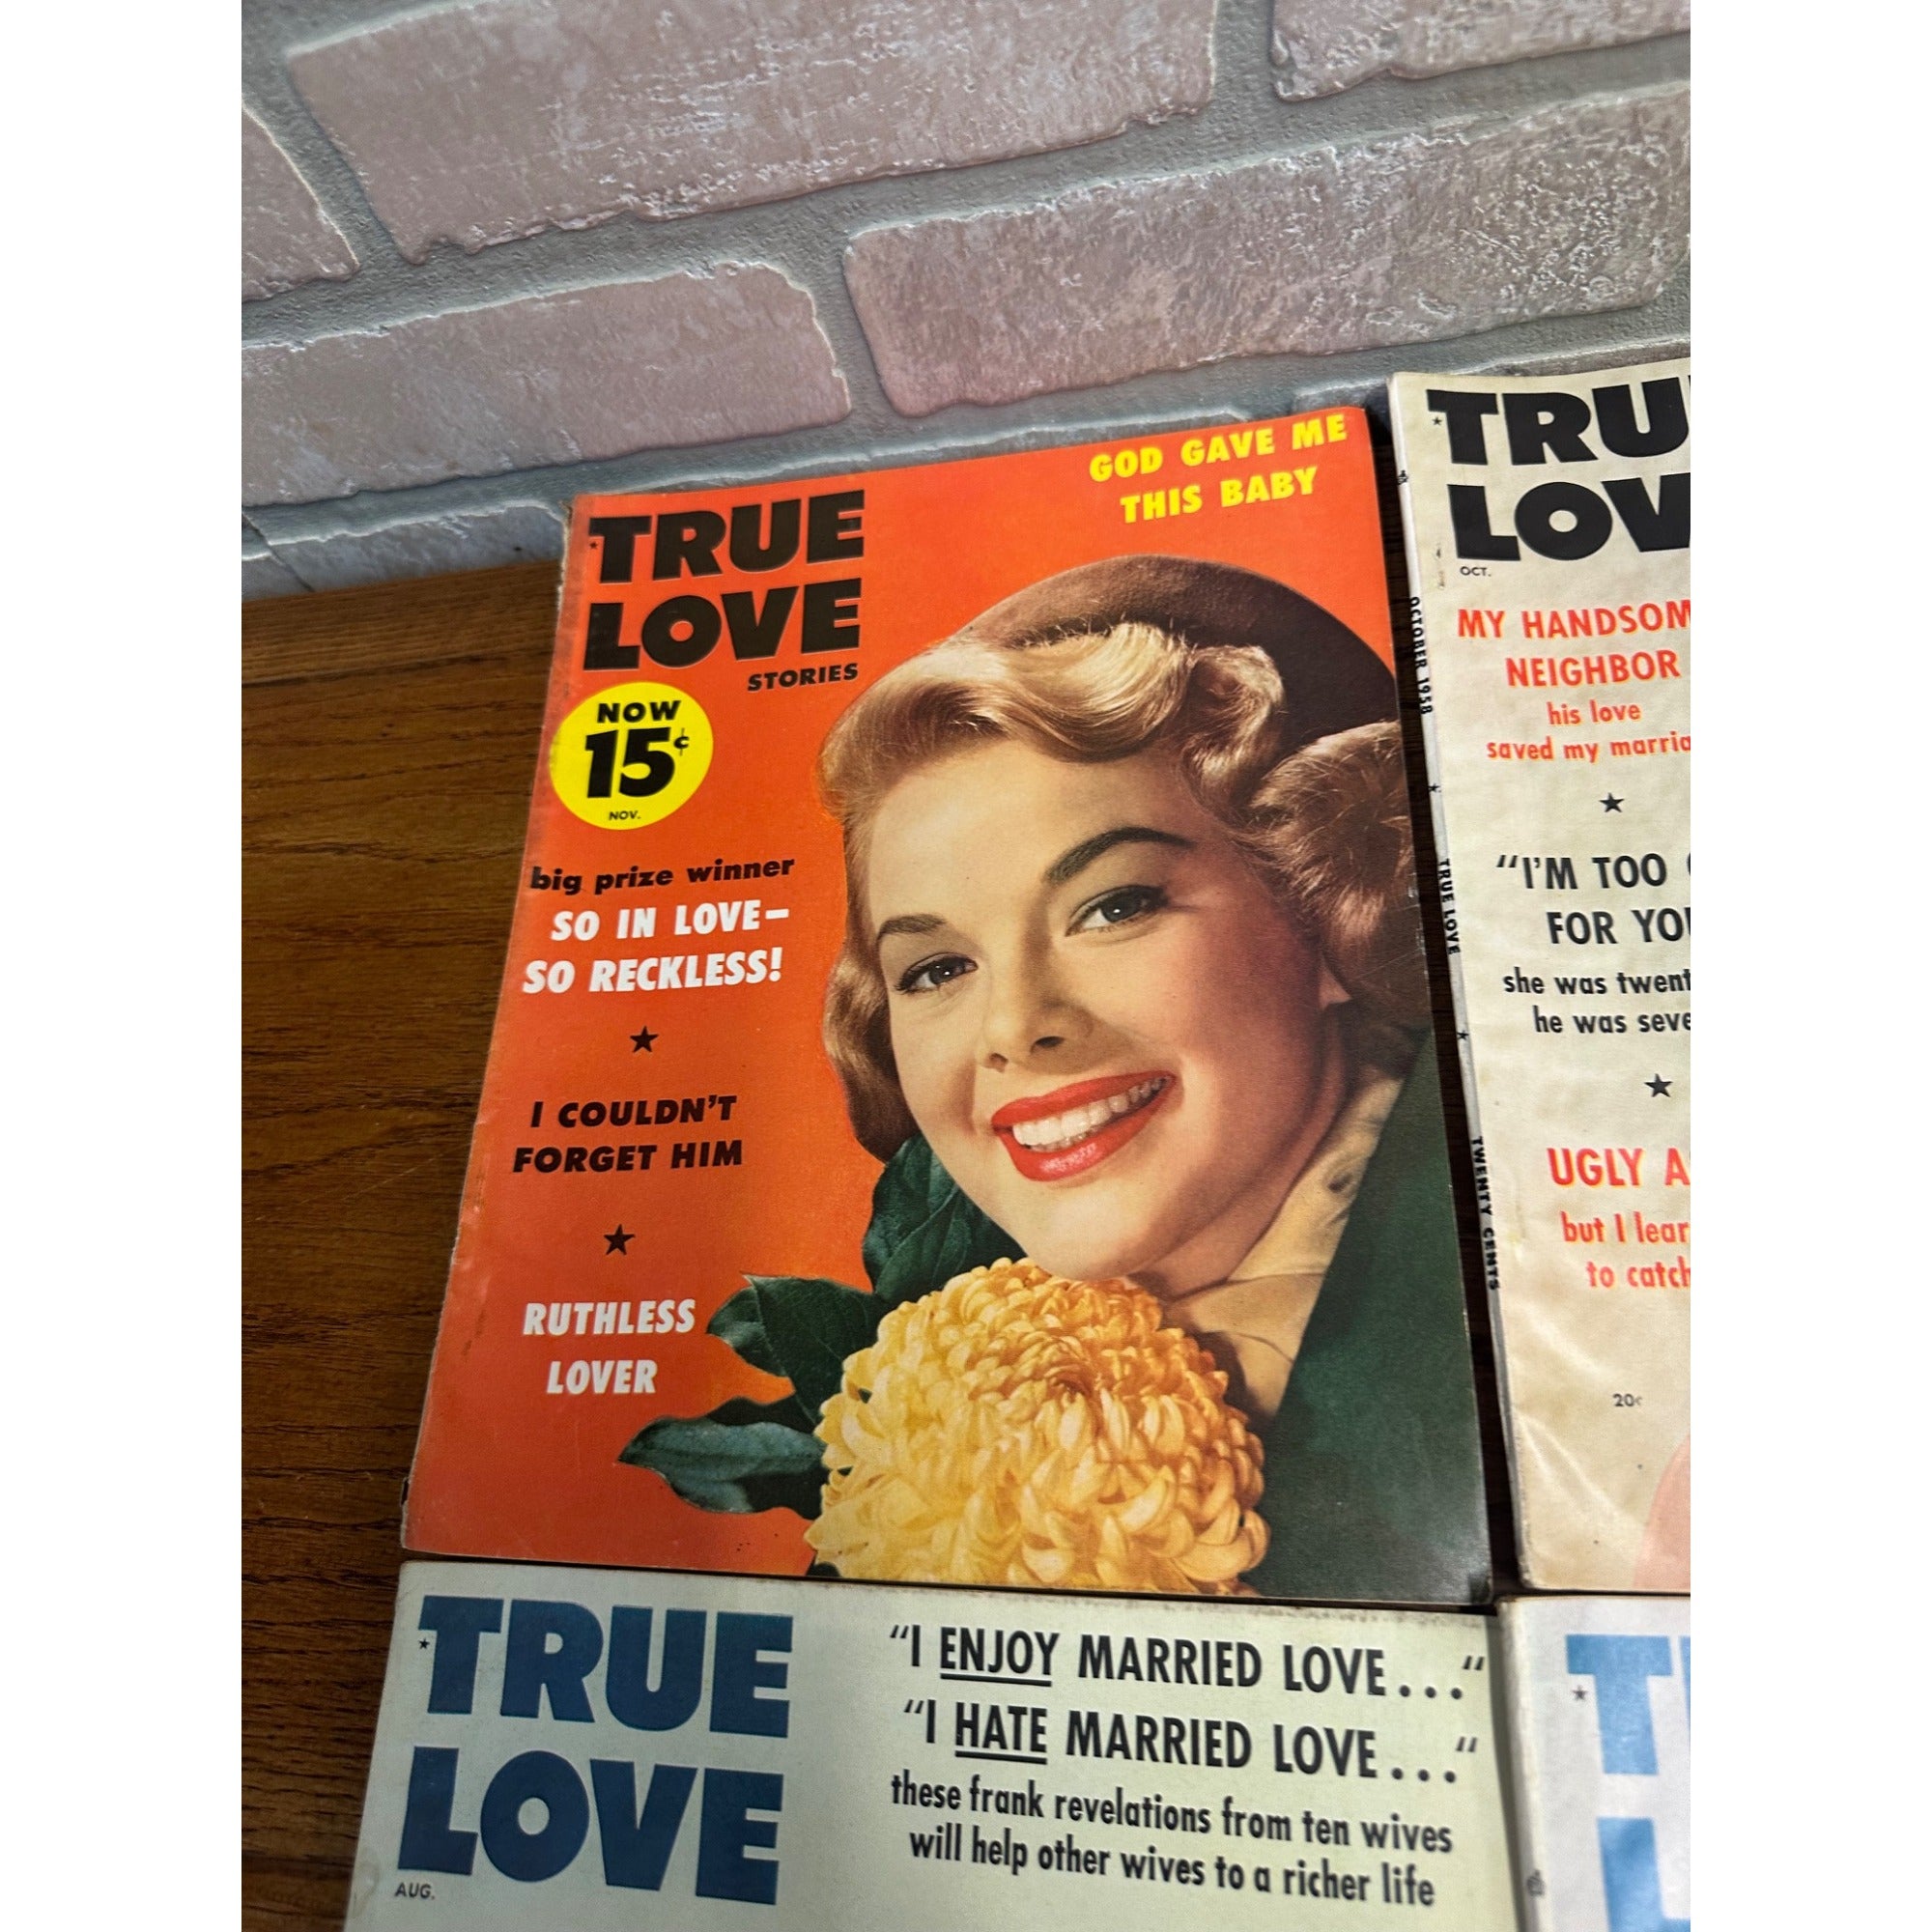 GOD GAVE ME
THIS BABY
TRUE
LOVE
STORIES
NOW
15¢
NOV.
big prize winner
SO IN LOVE–
SO RECKLESS!
I COULDN'T
FORGET HIM
RUTHLESS
LOVER
TRU
LOV
OCT.
MY HANDSOM
NEIGHBOR
his love
saved my marria
"I'M TOO
FOR YO
she was twent
he was seve
UGLY A
but I lear
to catch
20¢
OCTOBER 1958
TRUE LOVE
TWENTY CENTS
TRUE
LOVE
AUG.
"I ENJOY MARRIED LOVE..."
"I HATE MARRIED LOVE..."
these frank revelations from ten wives
will help other wives to a richer life